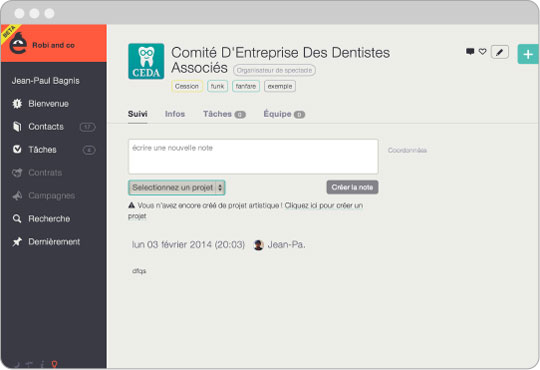 BETA
Robi and co
Jean-Paul Bagnis
Bienvenue
Contacts 17
Tâches
Contrats
Campagnes
Recherche
Dernièrement
CEDA
Comité D'Entreprise Des Dentistes
Associés Organisateur de spectacle
Cession funk fanfare exemple
Suivi Infos Tâches 0 Équipe 0
écrire une nouvelle note
Coordonnées
Selectionnez un projet
Créer la note
Vous n'avez encore créé de projet artistique ! Cliquez ici pour créer un
projet
lun 03 février 2014 (20:03) Jean-Pa.
dfqs